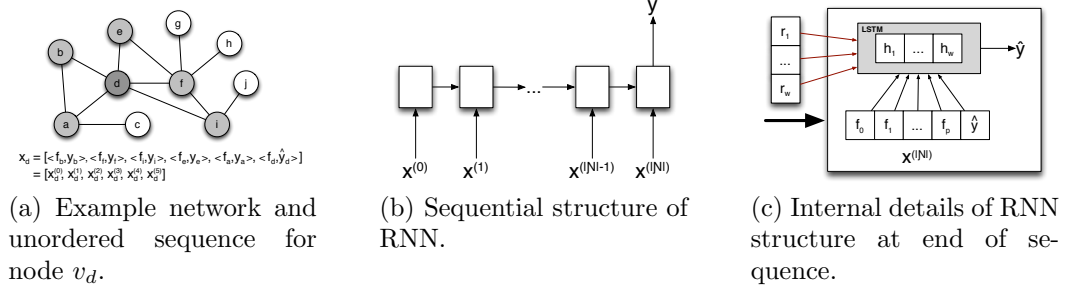 e
g
b
h
d
f
j
a
c
i
x_d = [<f_b,y_b>, <f_f,y_f>, <f_i,y_i>, <f_e,y_e>, <f_a,y_a>, <f_d,ŷ_d>]
= [x_d^(0), x_d^(1), x_d^(2), x_d^(3), x_d^(4), x_d^(5)]
(a) Example network and
unordered sequence for
node v_d.
ŷ
...
x^(0) x^(1) x^(|N|-1) x^(|N|)
(b) Sequential structure of
RNN.
LSTM
r_1
...
r_w
h_1 ... h_w
ŷ
f_0 f_1 ... f_p ŷ
x^(|N|)
(c) Internal details of RNN
structure at end of se-
quence.